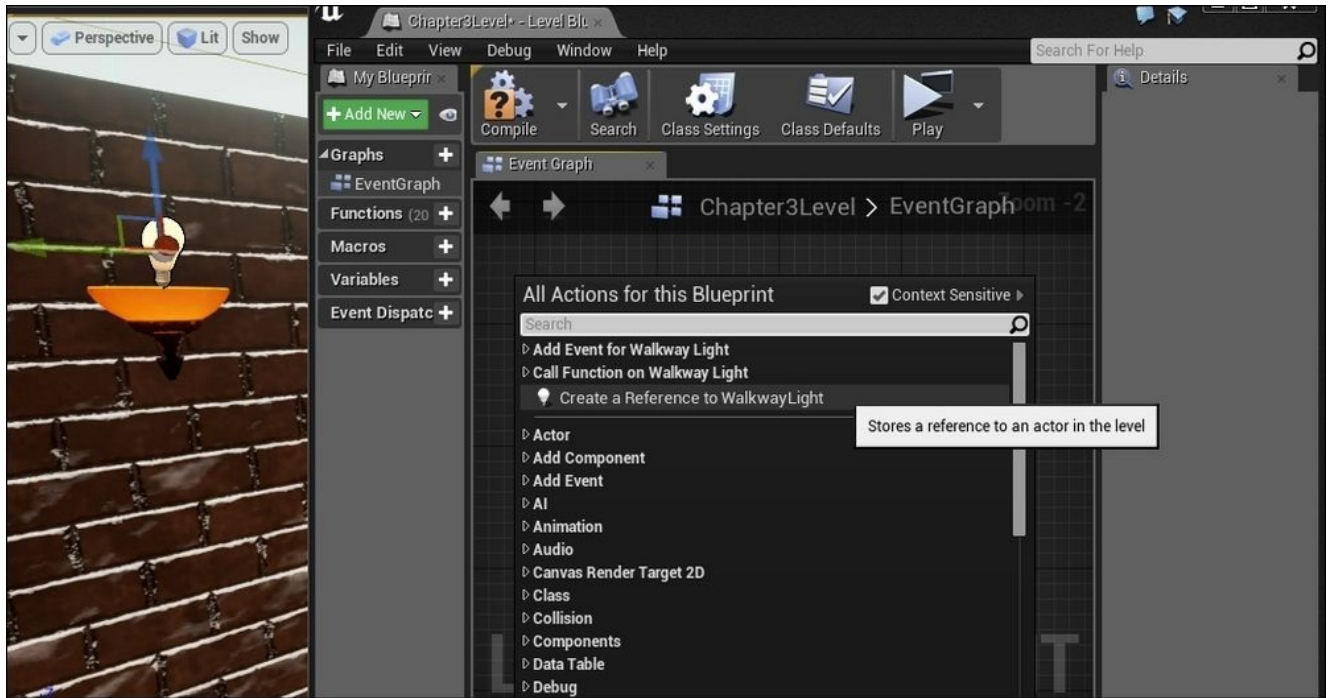 Perspective
Lit
Show
Chapter3Level* - Level Blu
File Edit View Debug Window Help
Search For Help
My Blueprir
Add New
Graphs
EventGraph
Functions (20
Macros
Variables
Event Dispatc
Compile
Search
Class Settings
Class Defaults
Play
Event Graph
Chapter3Level > EventGraph
Zoom -2
All Actions for this Blueprint
Context Sensitive
Search
Add Event for Walkway Light
Call Function on Walkway Light
Create a Reference to WalkwayLight
Actor
Add Component
Add Event
AI
Animation
Audio
Canvas Render Target 2D
Class
Collision
Components
Data Table
Debug
Stores a reference to an actor in the level
Details